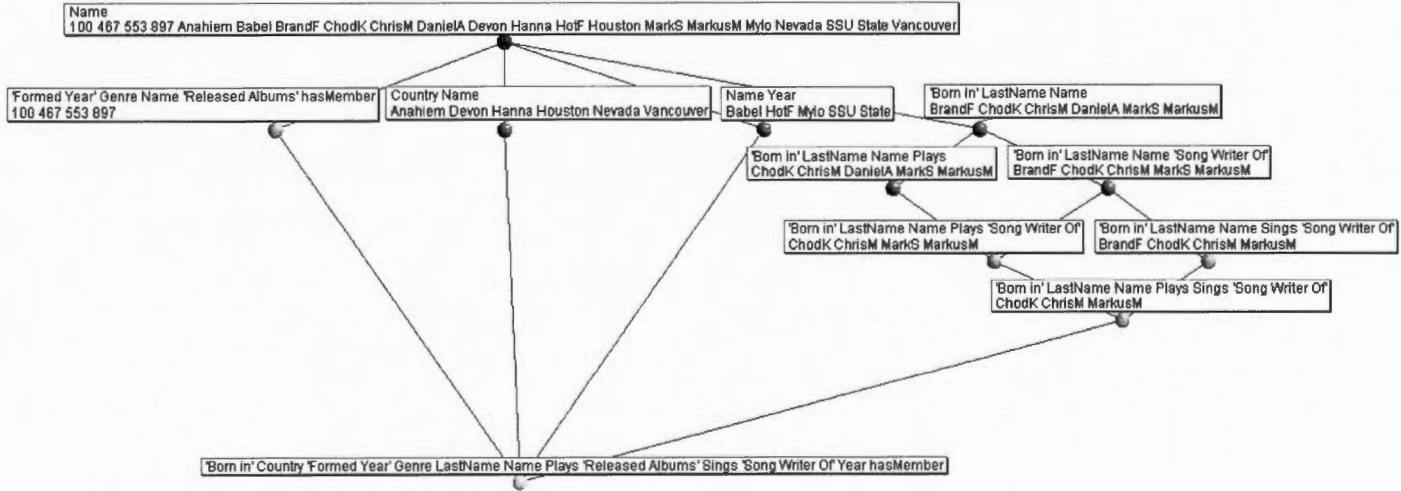 Name
100 467 553 897 Anahiem Babel BrandF ChodK ChrisM DanielA Devon Hanna HotF Houston MarkS MarkusM Mylo Nevada SSU State Vancouver
'Formed Year' Genre Name 'Released Albums' hasMember
100 467 553 897
Country Name
Anahiem Devon Hanna Houston Nevada Vancouver
Name Year
Babel HotF Mylo SSU State
'Born in' LastName Name
BrandF ChodK ChrisM DanielA MarkS MarkusM
'Born in' LastName Name Plays
ChodK ChrisM DanielA MarkS MarkusM
'Born in' LastName Name 'Song Writer Of'
BrandF ChodK ChrisM MarkS MarkusM
'Born in' LastName Name Plays 'Song Writer Of'
ChodK ChrisM MarkS MarkusM
'Born in' LastName Name Sings 'Song Writer Of'
BrandF ChodK ChrisM MarkusM
'Born in' LastName Name Plays Sings 'Song Writer Of'
ChodK ChrisM MarkusM
'Born in' Country 'Formed Year' Genre LastName Name Plays 'Released Albums' Sings 'Song Writer Of' Year hasMember